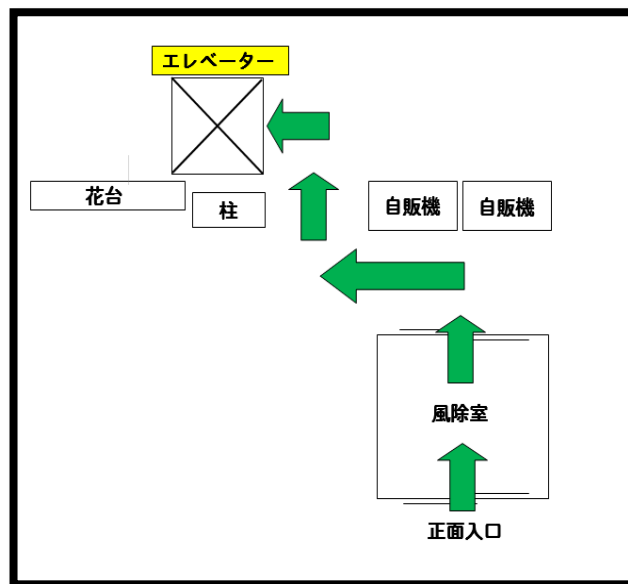 エレベーター
花台
柱
自販機
自販機
風除室
正面入口